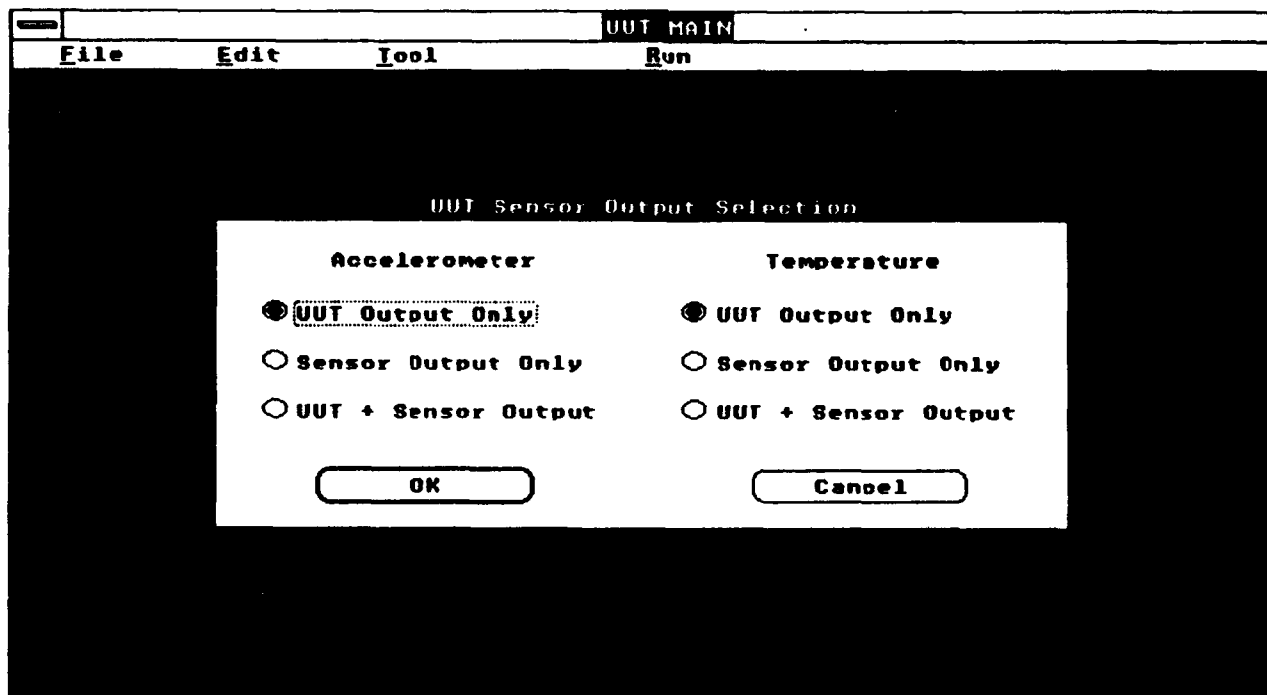 UUT MAIN
File Edit Tool Run
UUT Sensor Output Selection
Accelerometer Temperature
UUT Output Only UUT Output Only
Sensor Output Only Sensor Output Only
UUT + Sensor Output UUT + Sensor Output
OK Cancel